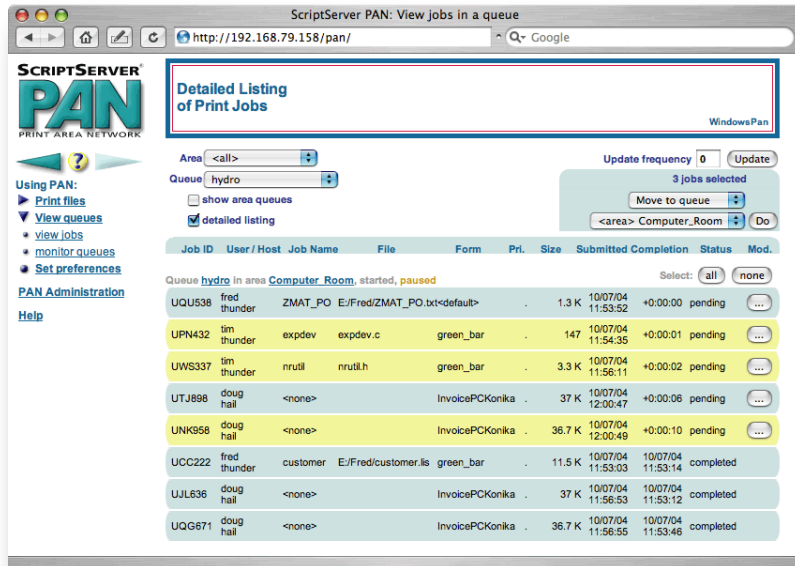 ScriptServer PAN: View jobs in a queue
http://192.168.79.158/pan/
Google
SCRIPTSERVER
PAN
PRINT AREA NETWORK
?
Using PAN:
Print files
View queues
view jobs
monitor queues
Set preferences
PAN Administration
Help
Detailed Listing
of Print Jobs
WindowsPan
Area <all> Update frequency 0 Update
Queue hydro 3 jobs selected
show area queues Move to queue
detailed listing <area> Computer_Room Do
Job ID User / Host Job Name File Form Pri. Size Submitted Completion Status Mod.
Queue hydro in area Computer_Room, started, paused Select: all none
UQU538 fred thunder ZMAT_PO E:/Fred/ZMAT_PO.txt<default> . 1.3 K 10/07/04 11:53:52 +0:00:00 pending ...
UPN432 tim thunder expdev expdev.c green_bar 147 10/07/04 11:54:35 +0:00:01 pending ...
UWS337 tim thunder nrutil nrutil.h green_bar . 3.3 K 10/07/04 11:56:11 +0:00:02 pending ...
UTJ898 doug hail <none> InvoicePCKonika . 37 K 10/07/04 12:00:47 +0:00:06 pending ...
UNK958 doug hail <none> InvoicePCKonika . 36.7 K 10/07/04 12:00:49 +0:00:10 pending ...
UCC222 fred thunder customer E:/Fred/customer.lis green_bar . 11.5 K 10/07/04 11:53:03 10/07/04 11:53:14 completed
UJL636 doug hail <none> InvoicePCKonika . 37 K 10/07/04 11:56:53 10/07/04 11:53:12 completed
UQG671 doug hail <none> InvoicePCKonika . 36.7 K 10/07/04 11:56:55 10/07/04 11:53:46 completed